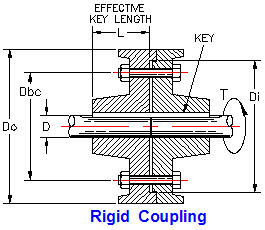 EFFECTIVE
KEY LENGTH
L
KEY
Dbc
T
Do
D
Di
Rigid Coupling